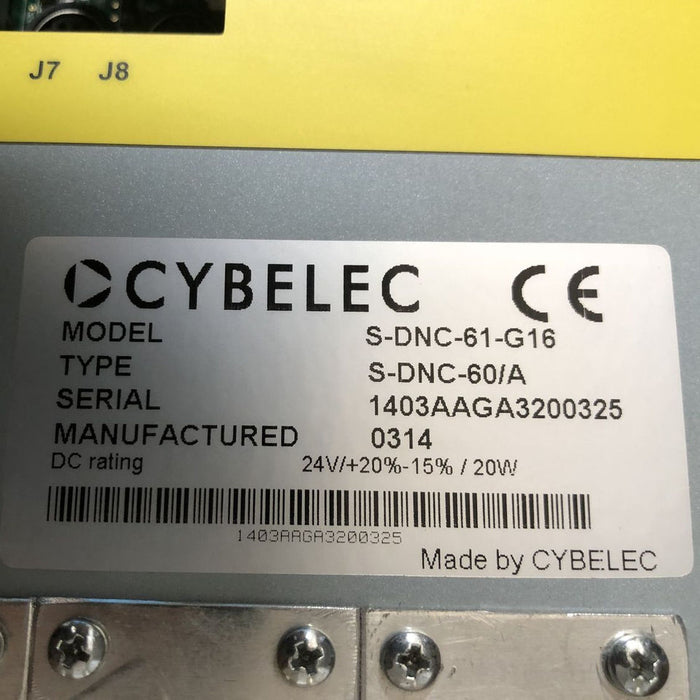 J7 J8
CYBELEC CE
MODEL S-DNC-61-G16
TYPE S-DNC-60/A
SERIAL 1403AAGA3200325
MANUFACTURED 0314
DC rating 24V/+20%-15% / 20W
1403AAGA3200325
Made by CYBELEC